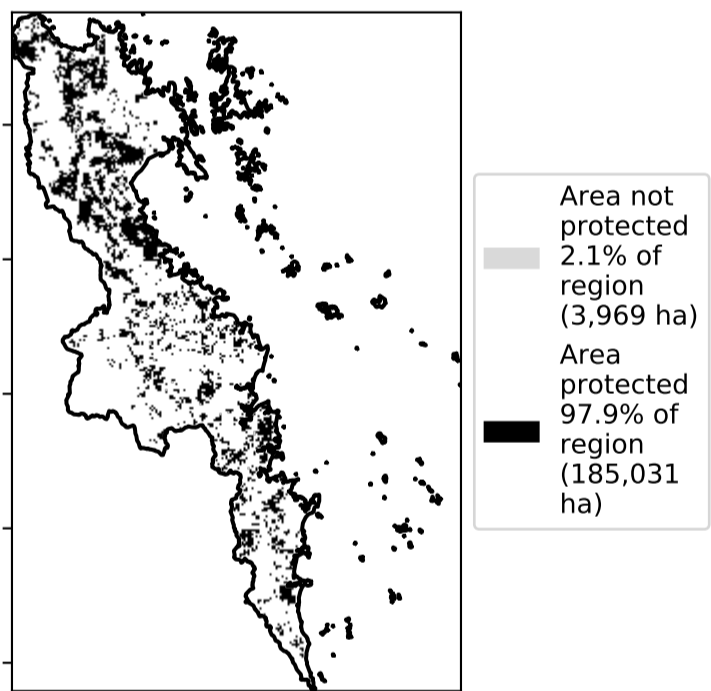 Area not
protected
2.1% of
region
(3,969 ha)
Area
protected
97.9% of
region
(185,031
ha)